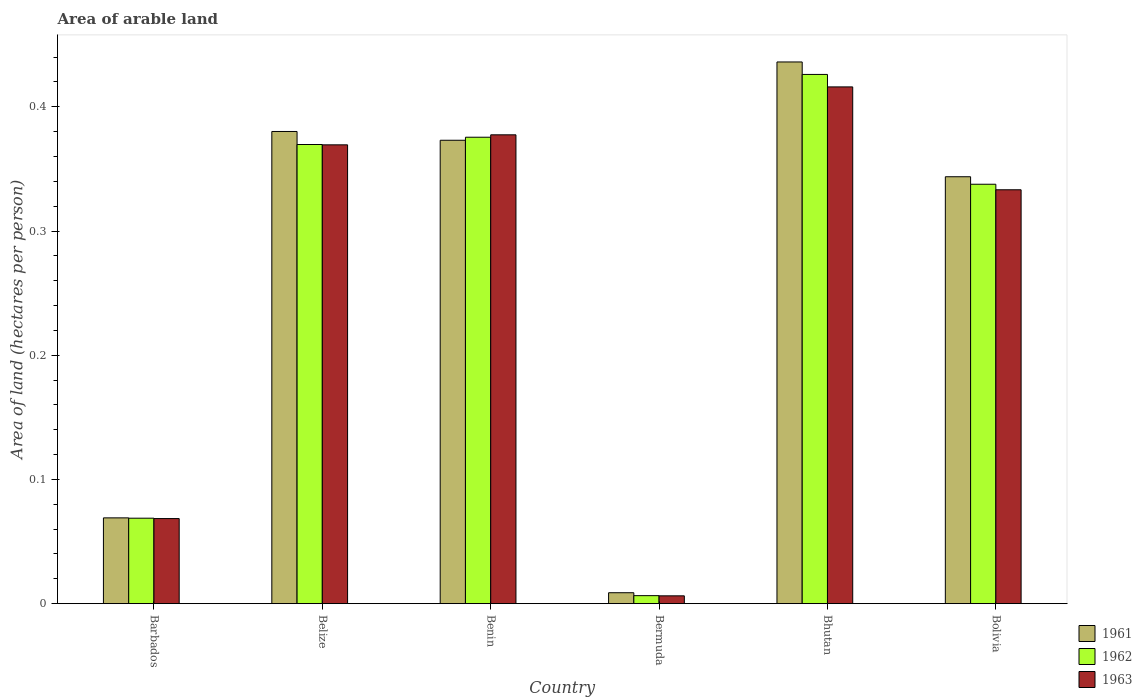 Area of arable land
Area of land (hectares per person)
0.4
0.3
0.2
0.1
0
Barbados
Belize
Benin
Bermuda
Bhutan
Bolivia
Country
1961
1962
1963